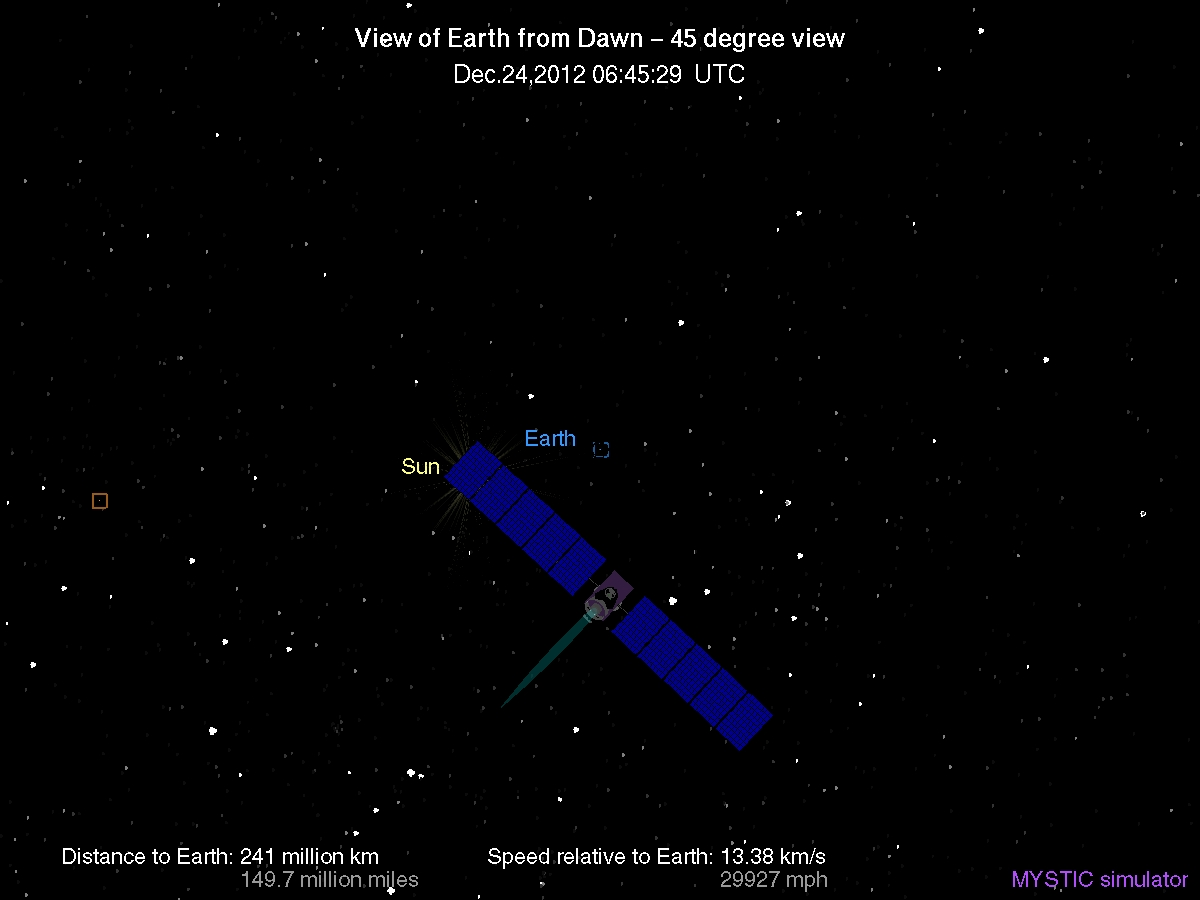 View of Earth from Dawn – 45 degree view
Dec.24,2012 06:45:29 UTC
Earth
Sun
Distance to Earth: 241 million km
149.7 million miles
Speed relative to Earth: 13.38 km/s
29927 mph
MYSTIC simulator